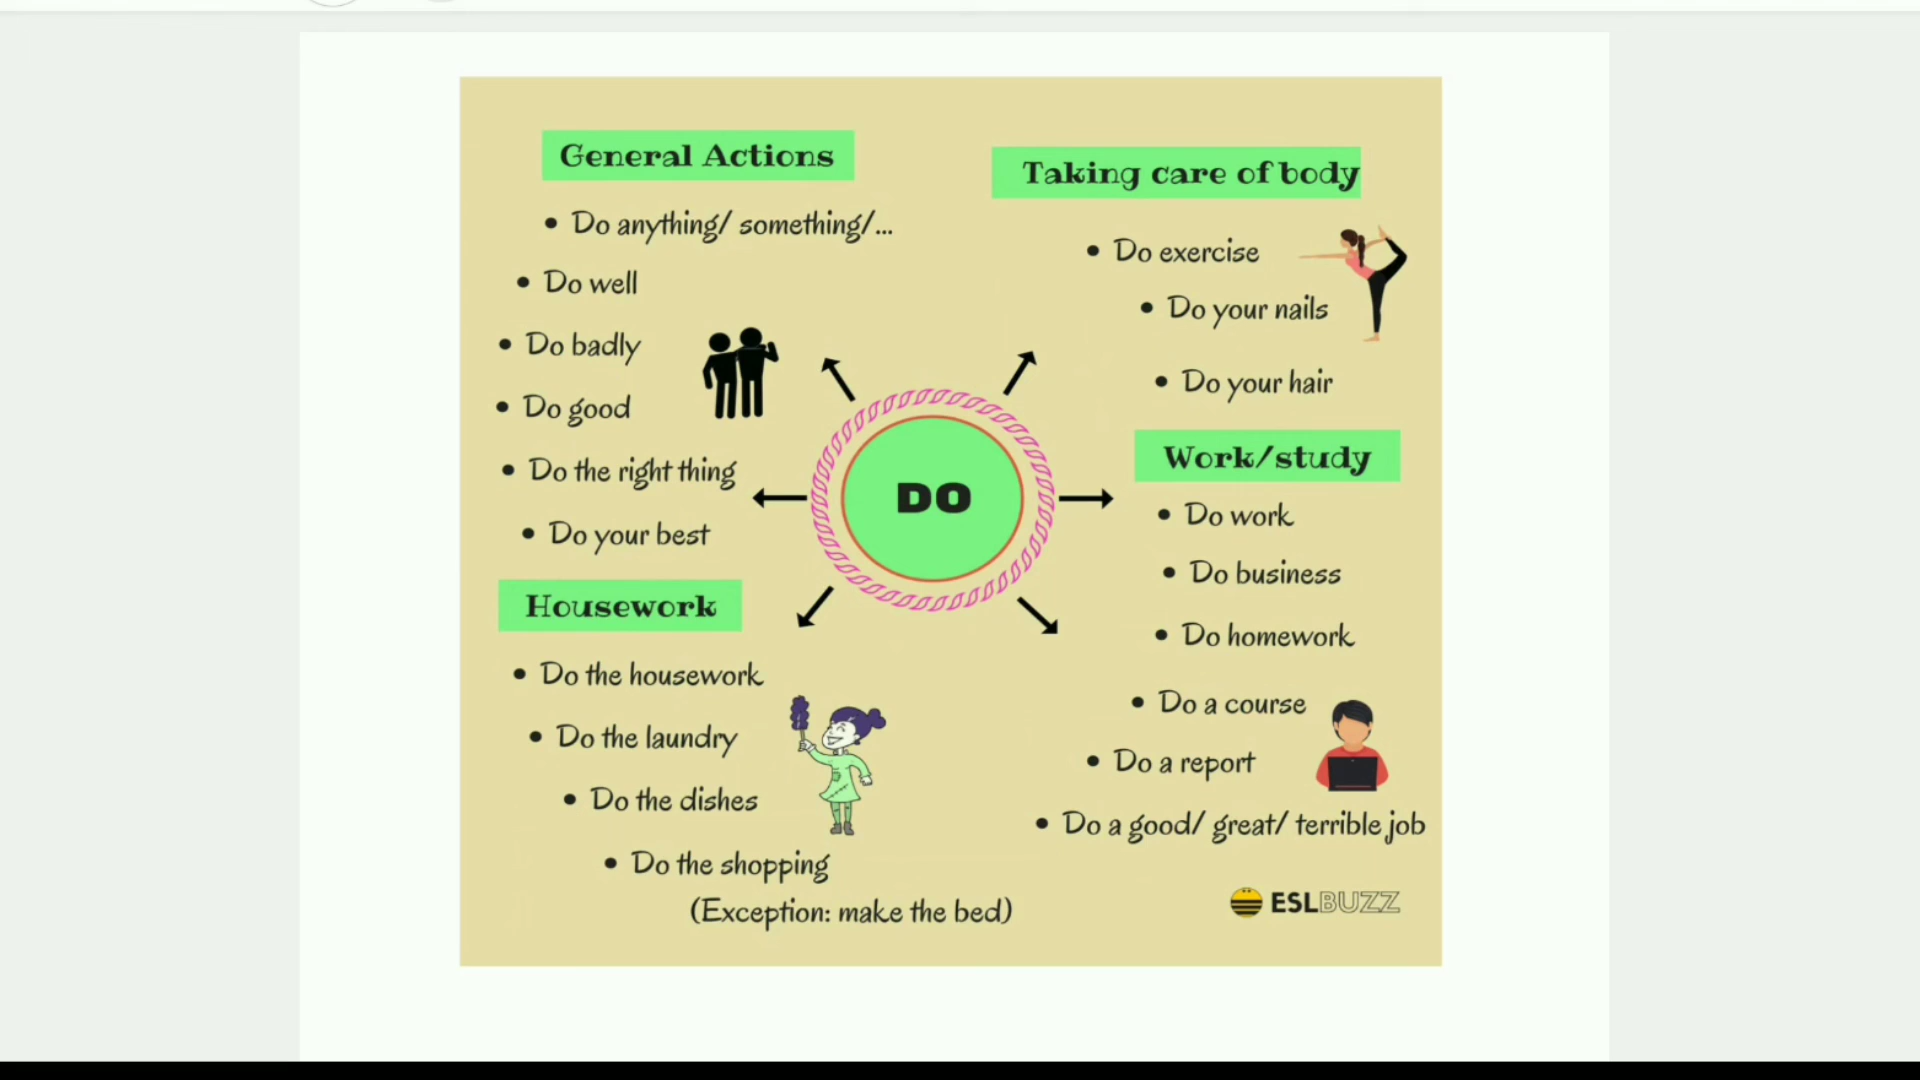 General Actions
• Do anything/ something/...
• Do well
• Do badly
• Do good
• Do the right thing
• Do your best
Housework
• Do the housework
• Do the laundry
• Do the dishes
• Do the shopping
(Exception: make the bed)
DO
Taking care of body
• Do exercise
• Do your nails
• Do your hair
Work/study
• Do work
• Do business
• Do homework
• Do a course
• Do a report
• Do a good/ great/ terrible job
ESLBUZZ